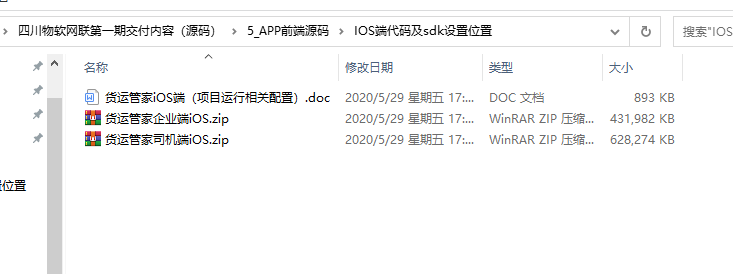 四川物软网联第一期交付内容（源码） › 5_APP前端源码 › IOS端代码及sdk设置位置 搜索"IOS
名称 修改日期 类型 大小
货运管家iOS端（项目运行相关配置）.doc 2020/5/29 星期五 17:... DOC 文档 893 KB
货运管家企业端iOS.zip 2020/5/29 星期五 17:... WinRAR ZIP 压缩... 431,982 KB
货运管家司机端iOS.zip 2020/5/29 星期五 17:... WinRAR ZIP 压缩... 628,274 KB
位置